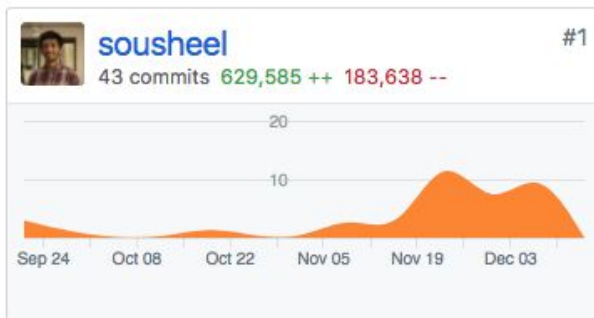 sousheel #1
43 commits 629,585 ++ 183,638 --
20
10
Sep 24 Oct 08 Oct 22 Nov 05 Nov 19 Dec 03